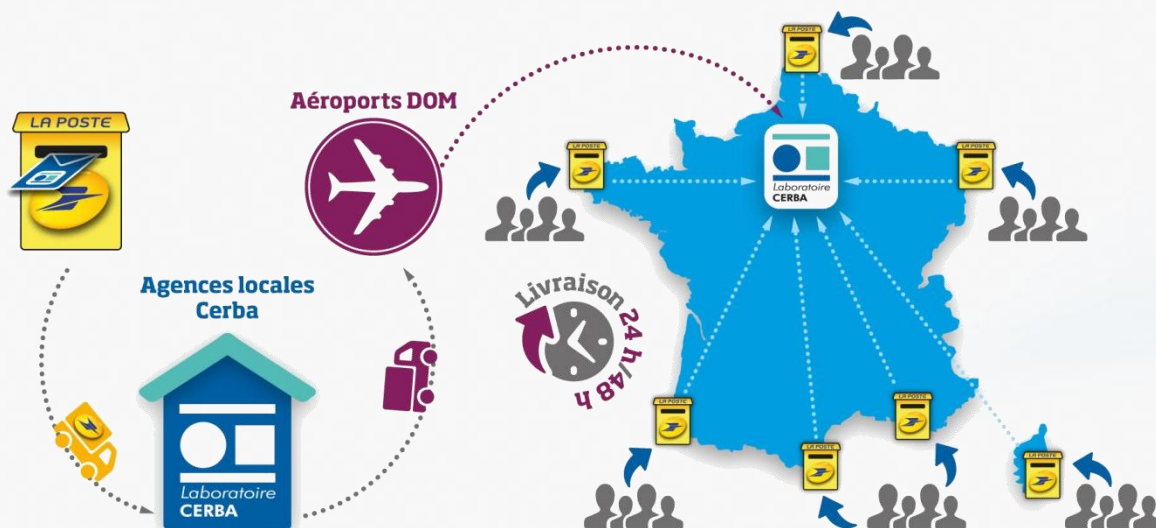 LA POSTE
Aéroports DOM
Agences locales
Cerba
Laboratoire
CERBA
LA POSTE
LA POSTE
LA POSTE
Laboratoire
CERBA
Livraison
24 h/48 h
LA POSTE
LA POSTE
LA POSTE
LA POSTE